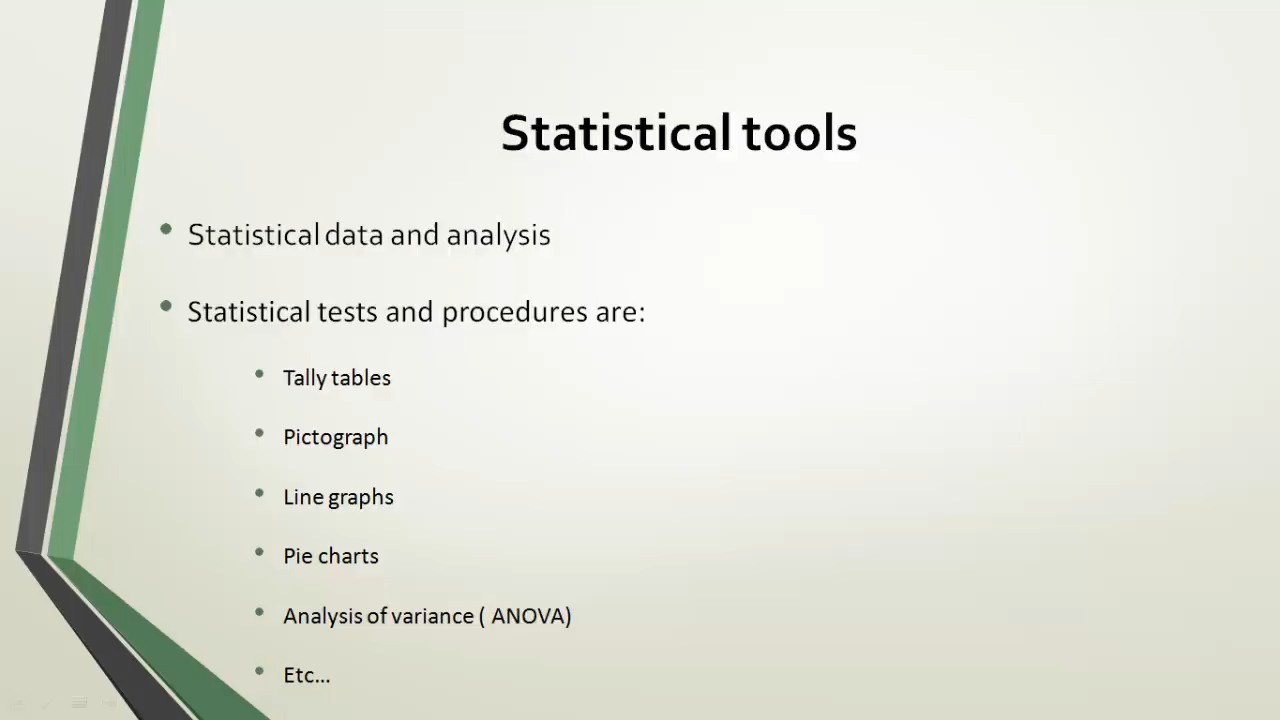 Statistical tools
• Statistical data and analysis
• Statistical tests and procedures are:
• Tally tables
• Pictograph
• Line graphs
• Pie charts
• Analysis of variance ( ANOVA)
• Etc...